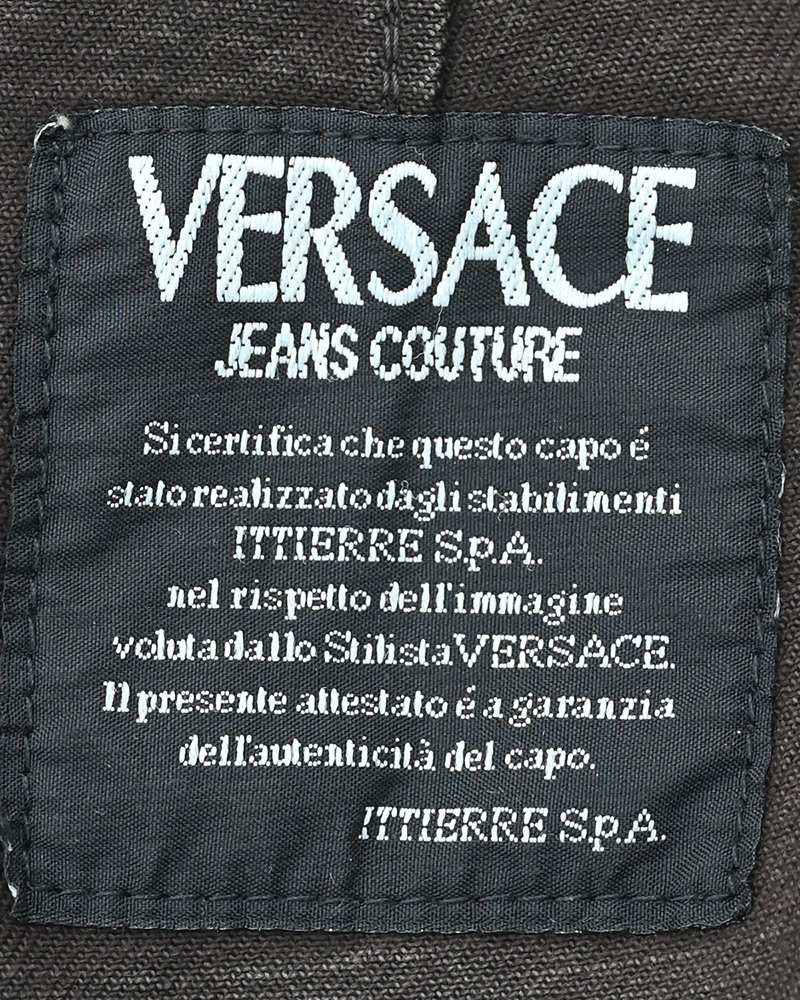 VERSACE
JEANS COUTURE
Si certifica che questo capo é
stato realizzato dagli stabilimenti
ITTIERRE S.p.A.
nel rispetto dell'immagine
voluta dallo Stilista VERSACE.
Il presente attestato é a garanzia
dell'autenticità del capo.
ITTIERRE S.p.A.